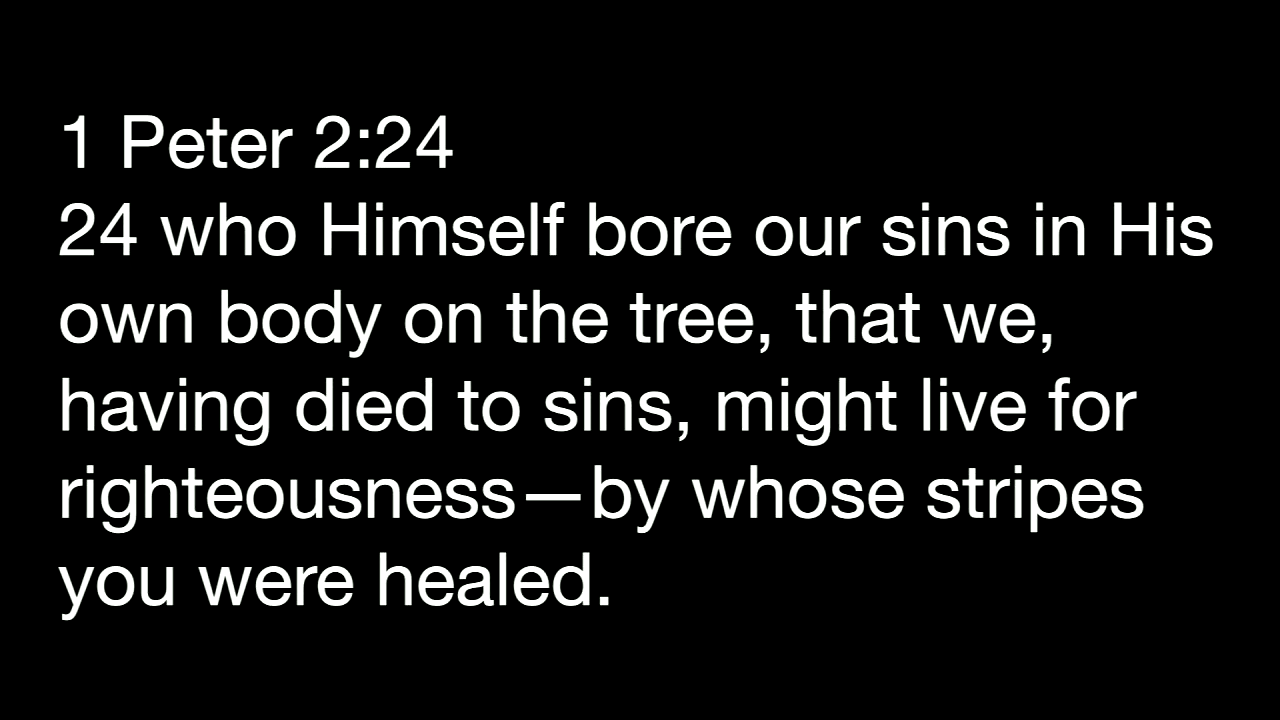 1 Peter 2:24
24 who Himself bore our sins in His
own body on the tree, that we,
having died to sins, might live for
righteousness—by whose stripes
you were healed.